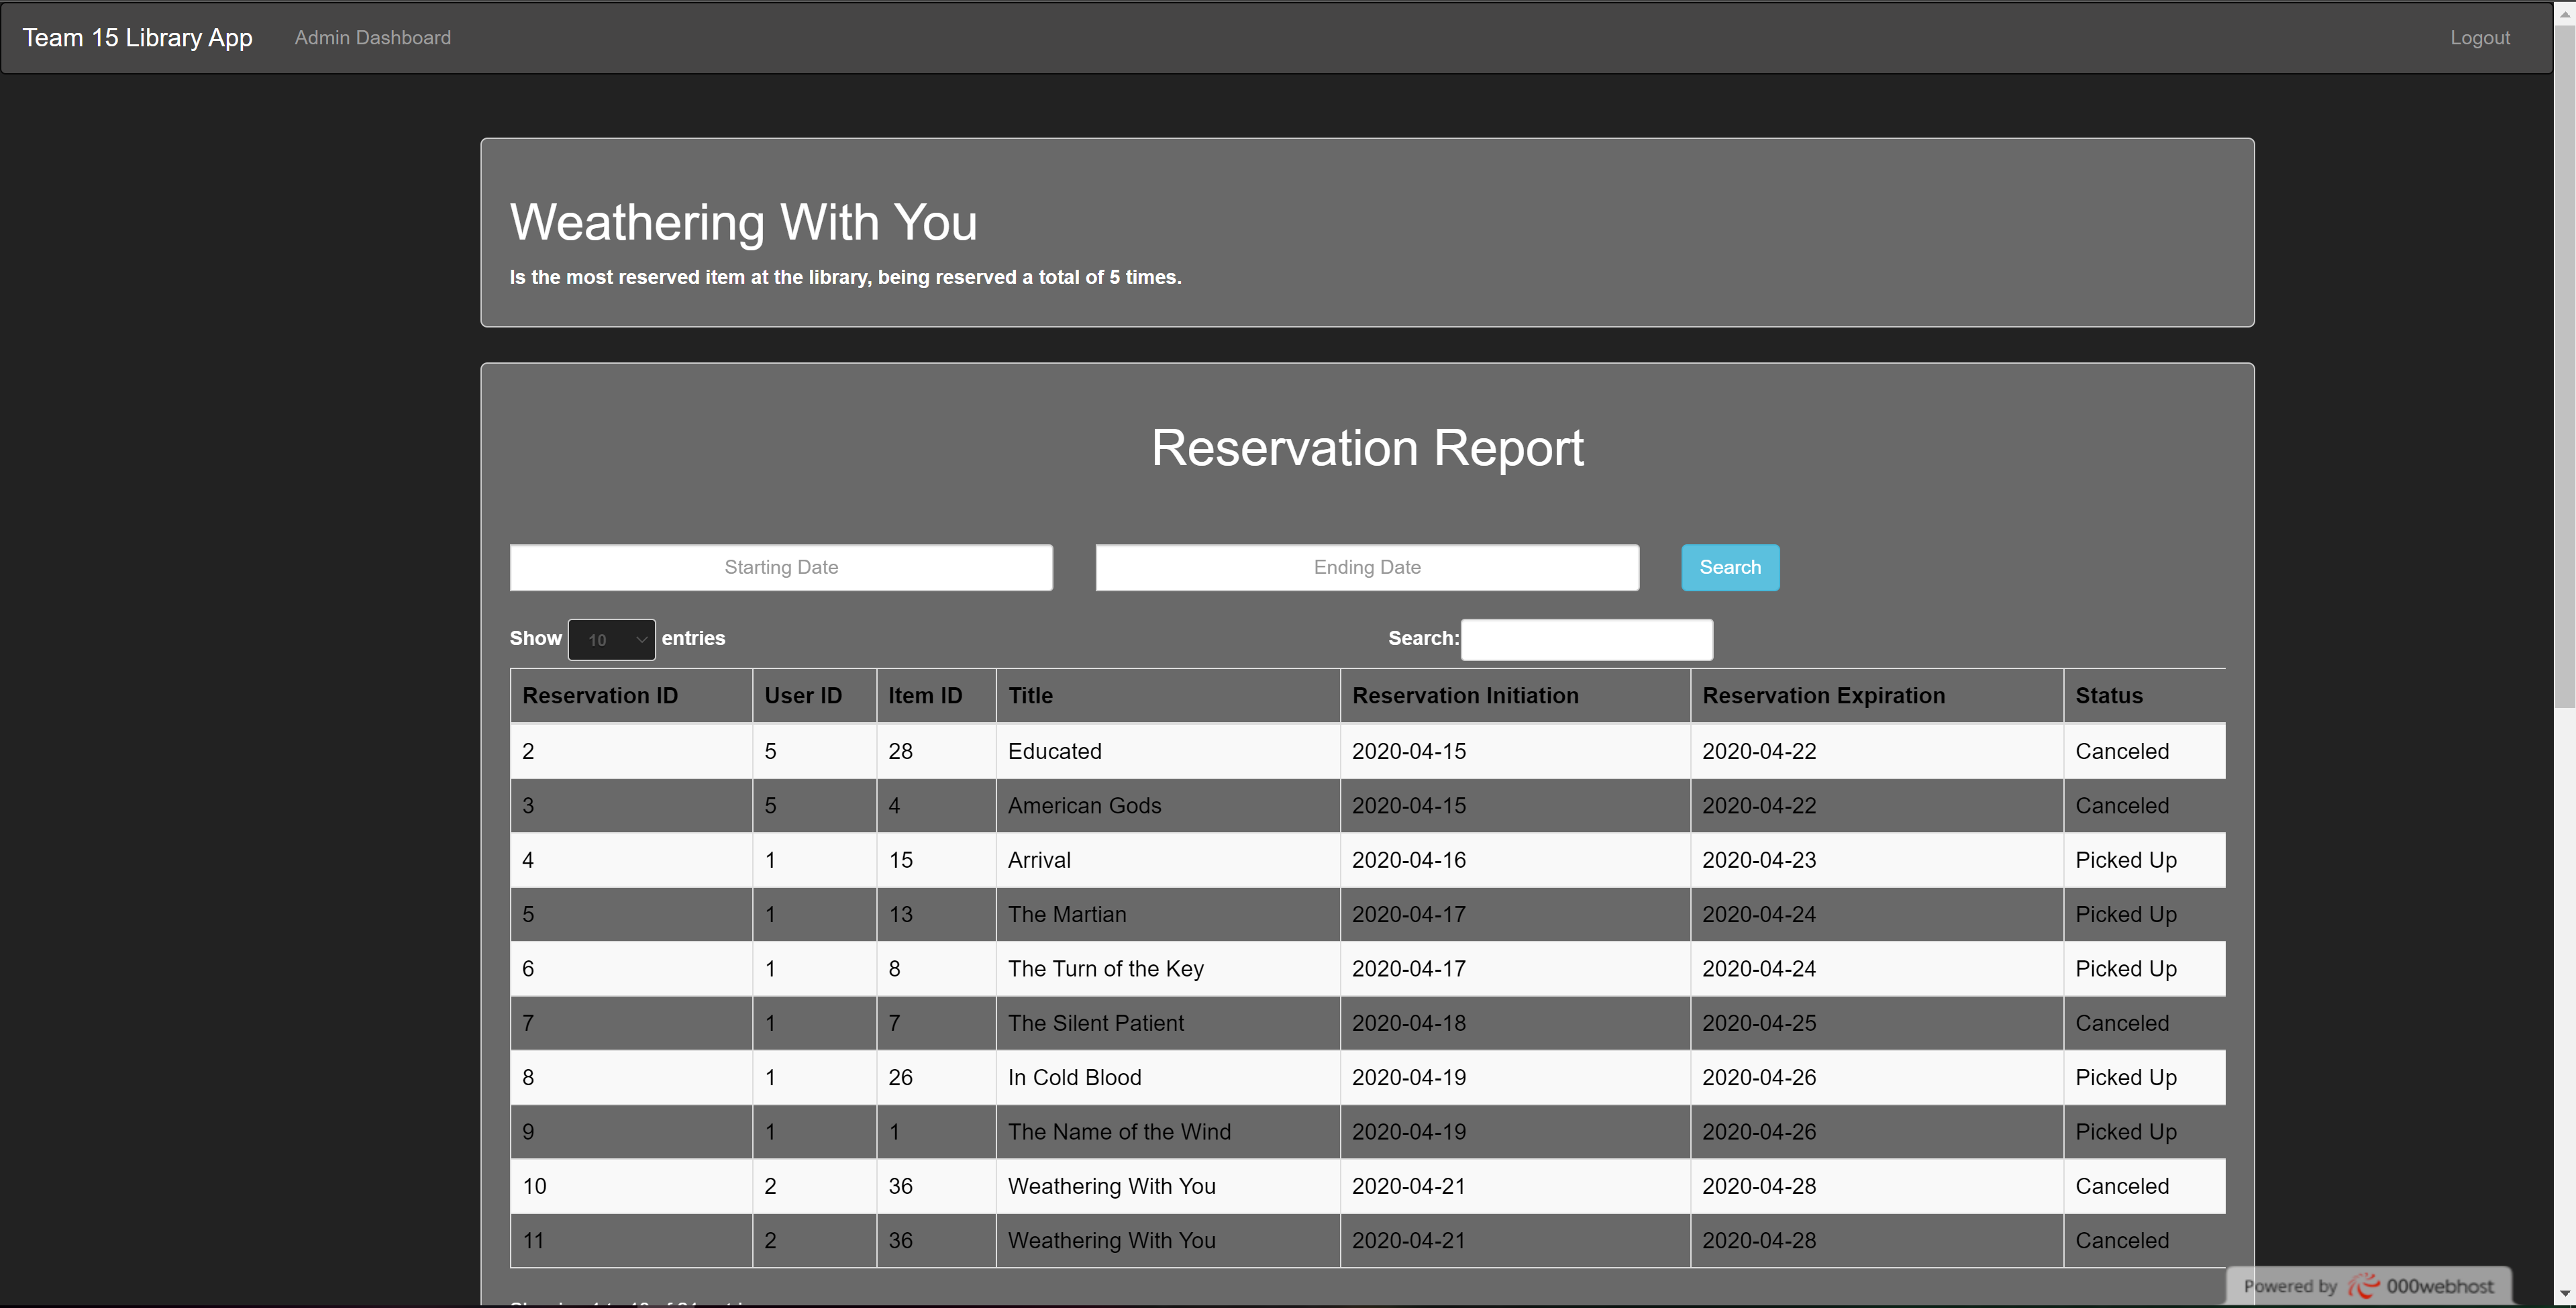 Team 15 Library App Admin Dashboard Logout
Weathering With You
Is the most reserved item at the library, being reserved a total of 5 times.
Reservation Report
Starting Date Ending Date Search
Show 10 entries Search:
Reservation ID User ID Item ID Title Reservation Initiation Reservation Expiration Status
2 5 28 Educated 2020-04-15 2020-04-22 Canceled
3 5 4 American Gods 2020-04-15 2020-04-22 Canceled
4 1 15 Arrival 2020-04-16 2020-04-23 Picked Up
5 1 13 The Martian 2020-04-17 2020-04-24 Picked Up
6 1 8 The Turn of the Key 2020-04-17 2020-04-24 Picked Up
7 1 7 The Silent Patient 2020-04-18 2020-04-25 Canceled
8 1 26 In Cold Blood 2020-04-19 2020-04-26 Picked Up
9 1 1 The Name of the Wind 2020-04-19 2020-04-26 Picked Up
10 2 36 Weathering With You 2020-04-21 2020-04-28 Canceled
11 2 36 Weathering With You 2020-04-21 2020-04-28 Canceled
Powered by 000webhost